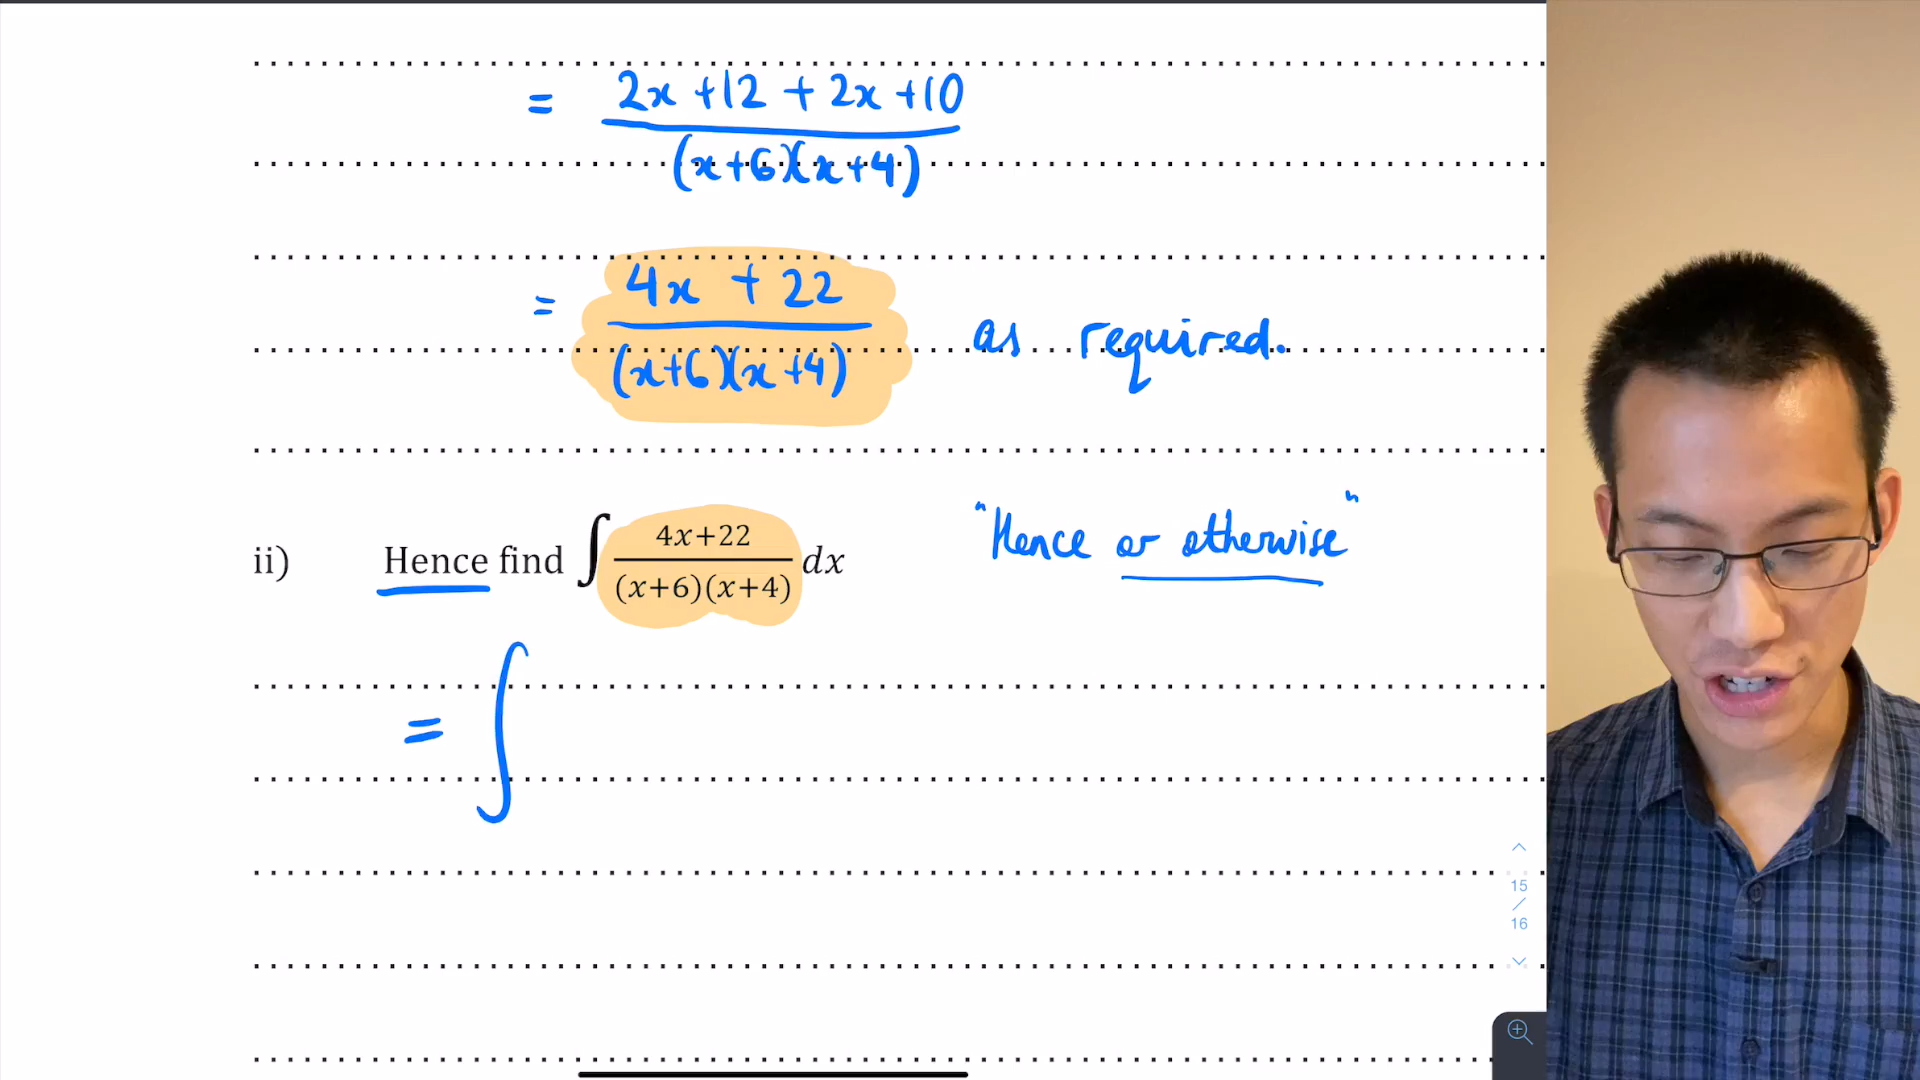 = 2x + 12 + 2x + 10
(x+6)(x+4)
= 4x + 22
(x+6)(x+4)
as required.
ii) Hence find ∫ 4x+22
(x+6)(x+4) dx
"Hence or otherwise"
= ∫
15
/
16